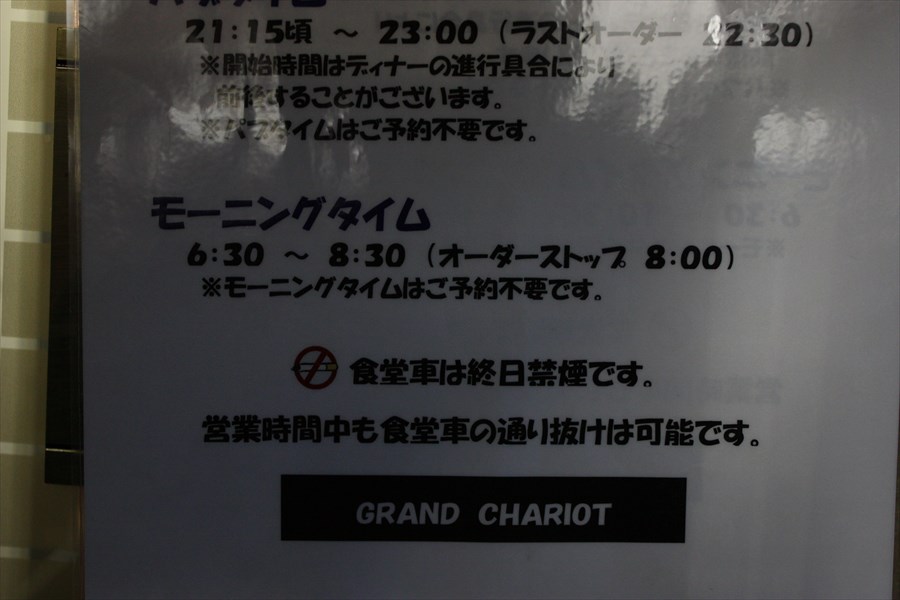 パブタイム
21:15頃 ～ 23:00 (ラストオーダー 22:30)
※開始時間はディナーの進行具合により
前後することがございます。
※パブタイムはご予約不要です。
モーニングタイム
6:30 ～ 8:30 (オーダーストップ 8:00)
※モーニングタイムはご予約不要です。
食堂車は終日禁煙です。
営業時間中も食堂車の通り抜けは可能です。
GRAND CHARIOT